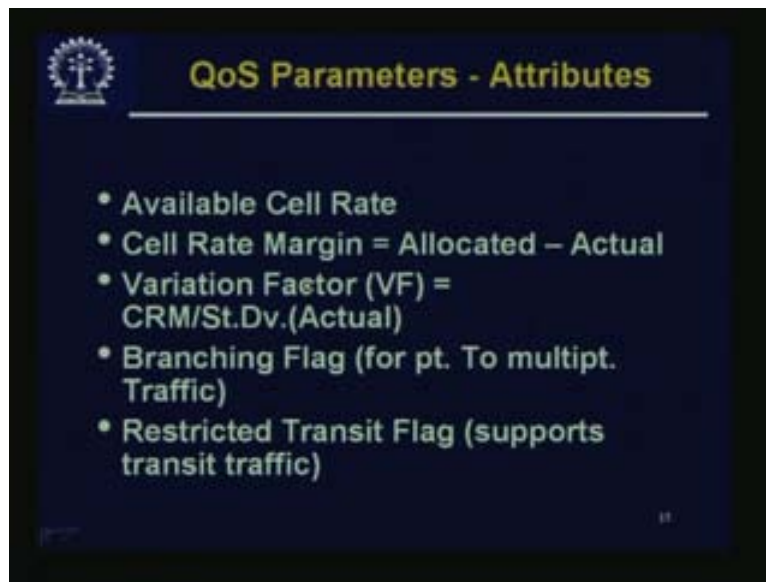 QoS Parameters - Attributes
• Available Cell Rate
• Cell Rate Margin = Allocated – Actual
• Variation Factor (VF) =
CRM/St.Dv.(Actual)
• Branching Flag (for pt. To multipt.
Traffic)
• Restricted Transit Flag (supports
transit traffic)